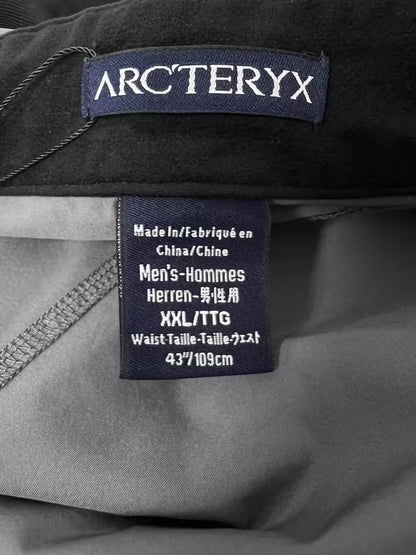 ARC'TERYX
Made In/Fabriqué en
China/Chine
Men's-Hommes
Herren-男性用
XXL/TTG
Waist-Taille-Taille-ウェスト
43"/109cm